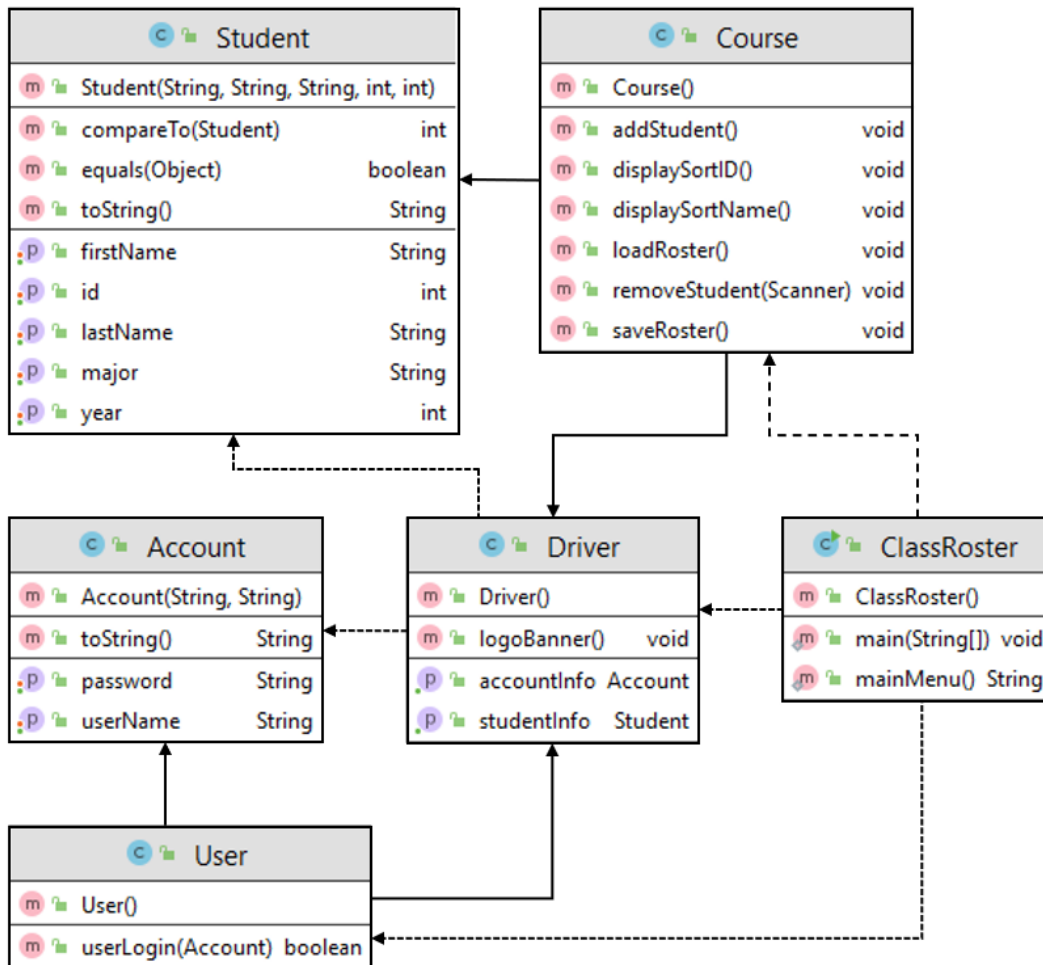 Student
Student(String, String, String, int, int)
compareTo(Student) int
equals(Object) boolean
toString() String
firstName String
id int
lastName String
major String
year int
Course
Course()
addStudent() void
displaySortID() void
displaySortName() void
loadRoster() void
removeStudent(Scanner) void
saveRoster() void
Account
Account(String, String)
toString() String
password String
userName String
Driver
Driver()
logoBanner() void
accountInfo Account
studentInfo Student
ClassRoster
ClassRoster()
main(String[]) void
mainMenu() String
User
User()
userLogin(Account) boolean